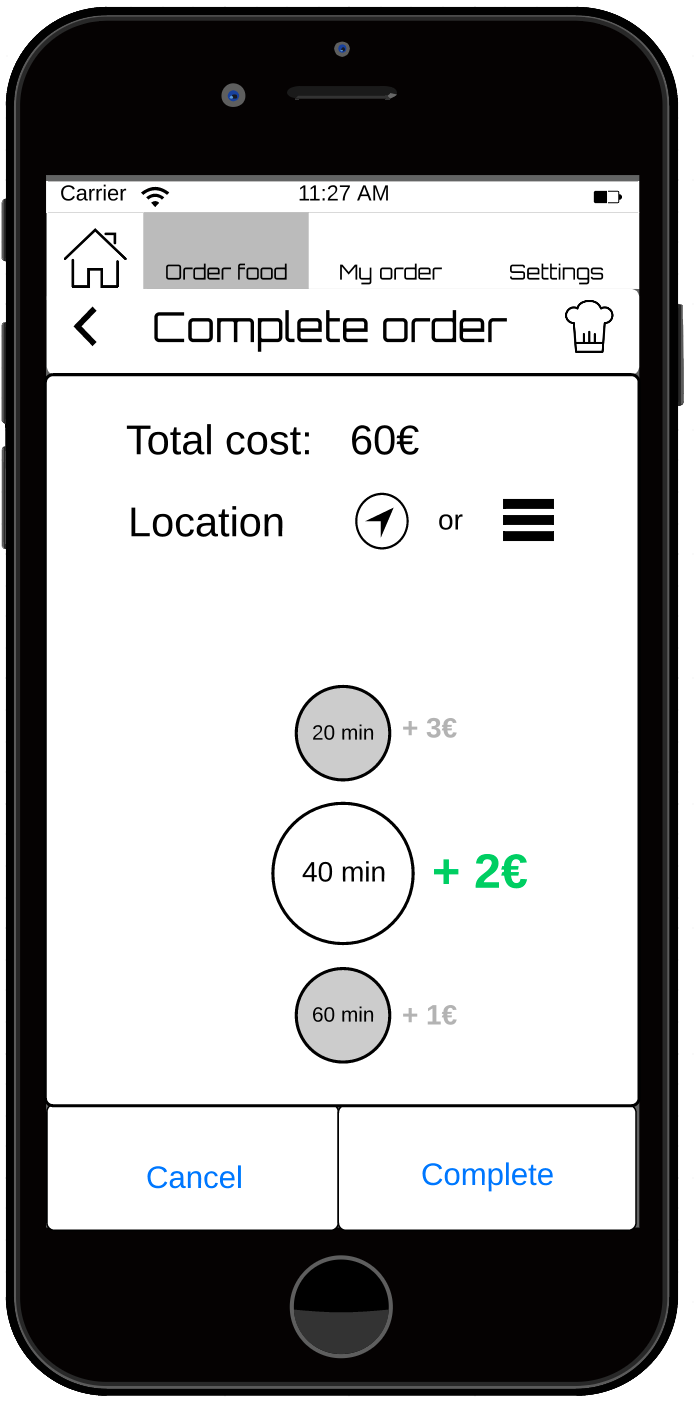 Carrier 11:27 AM
Order food My order Settings
Complete order
Total cost: 60€
Location or
20 min + 3€
40 min + 2€
60 min + 1€
Cancel Complete